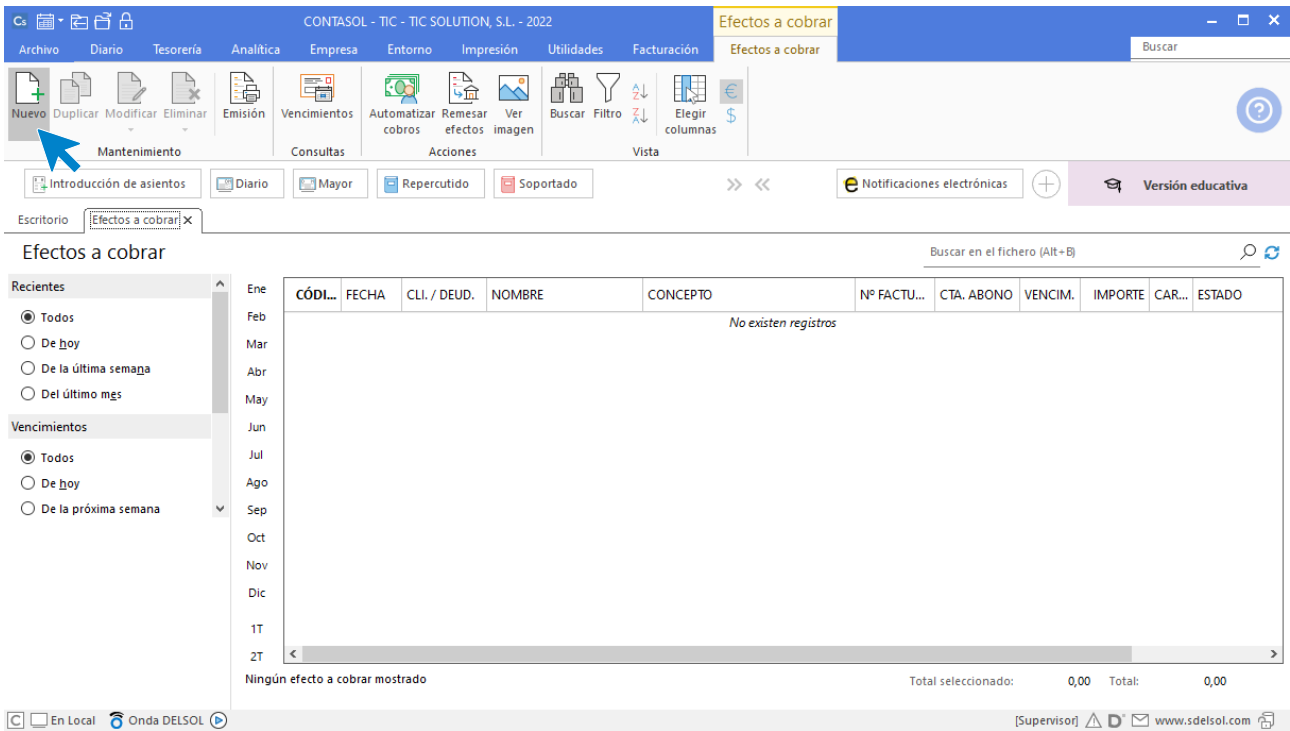 Cs
CONTASOL - TIC - TIC SOLUTION, S.L. - 2022
Efectos a cobrar
Archivo Diario Tesorería Analítica Empresa Entorno Impresión Utilidades Facturación Efectos a cobrar
Buscar
Nuevo Duplicar Modificar Eliminar Emisión Vencimientos Automatizar cobros Remesar efectos Ver imagen Buscar Filtro Elegir columnas
Mantenimiento Consultas Acciones Vista
Introducción de asientos Diario Mayor Repercutido Soportado Notificaciones electrónicas Versión educativa
Escritorio Efectos a cobrar
Efectos a cobrar
Buscar en el fichero (Alt+B)
Recientes
Todos
De hoy
De la última semana
Del último mes
Vencimientos
Todos
De hoy
De la próxima semana
Ene
Feb
Mar
Abr
May
Jun
Jul
Ago
Sep
Oct
Nov
Dic
1T
2T
CÓDI... FECHA CLI. / DEUD. NOMBRE CONCEPTO Nº FACTU... CTA. ABONO VENCIM. IMPORTE CAR... ESTADO
No existen registros
Ningún efecto a cobrar mostrado
Total seleccionado: 0,00 Total: 0,00
C En Local Onda DELSOL
[Supervisor] D www.sdelsol.com